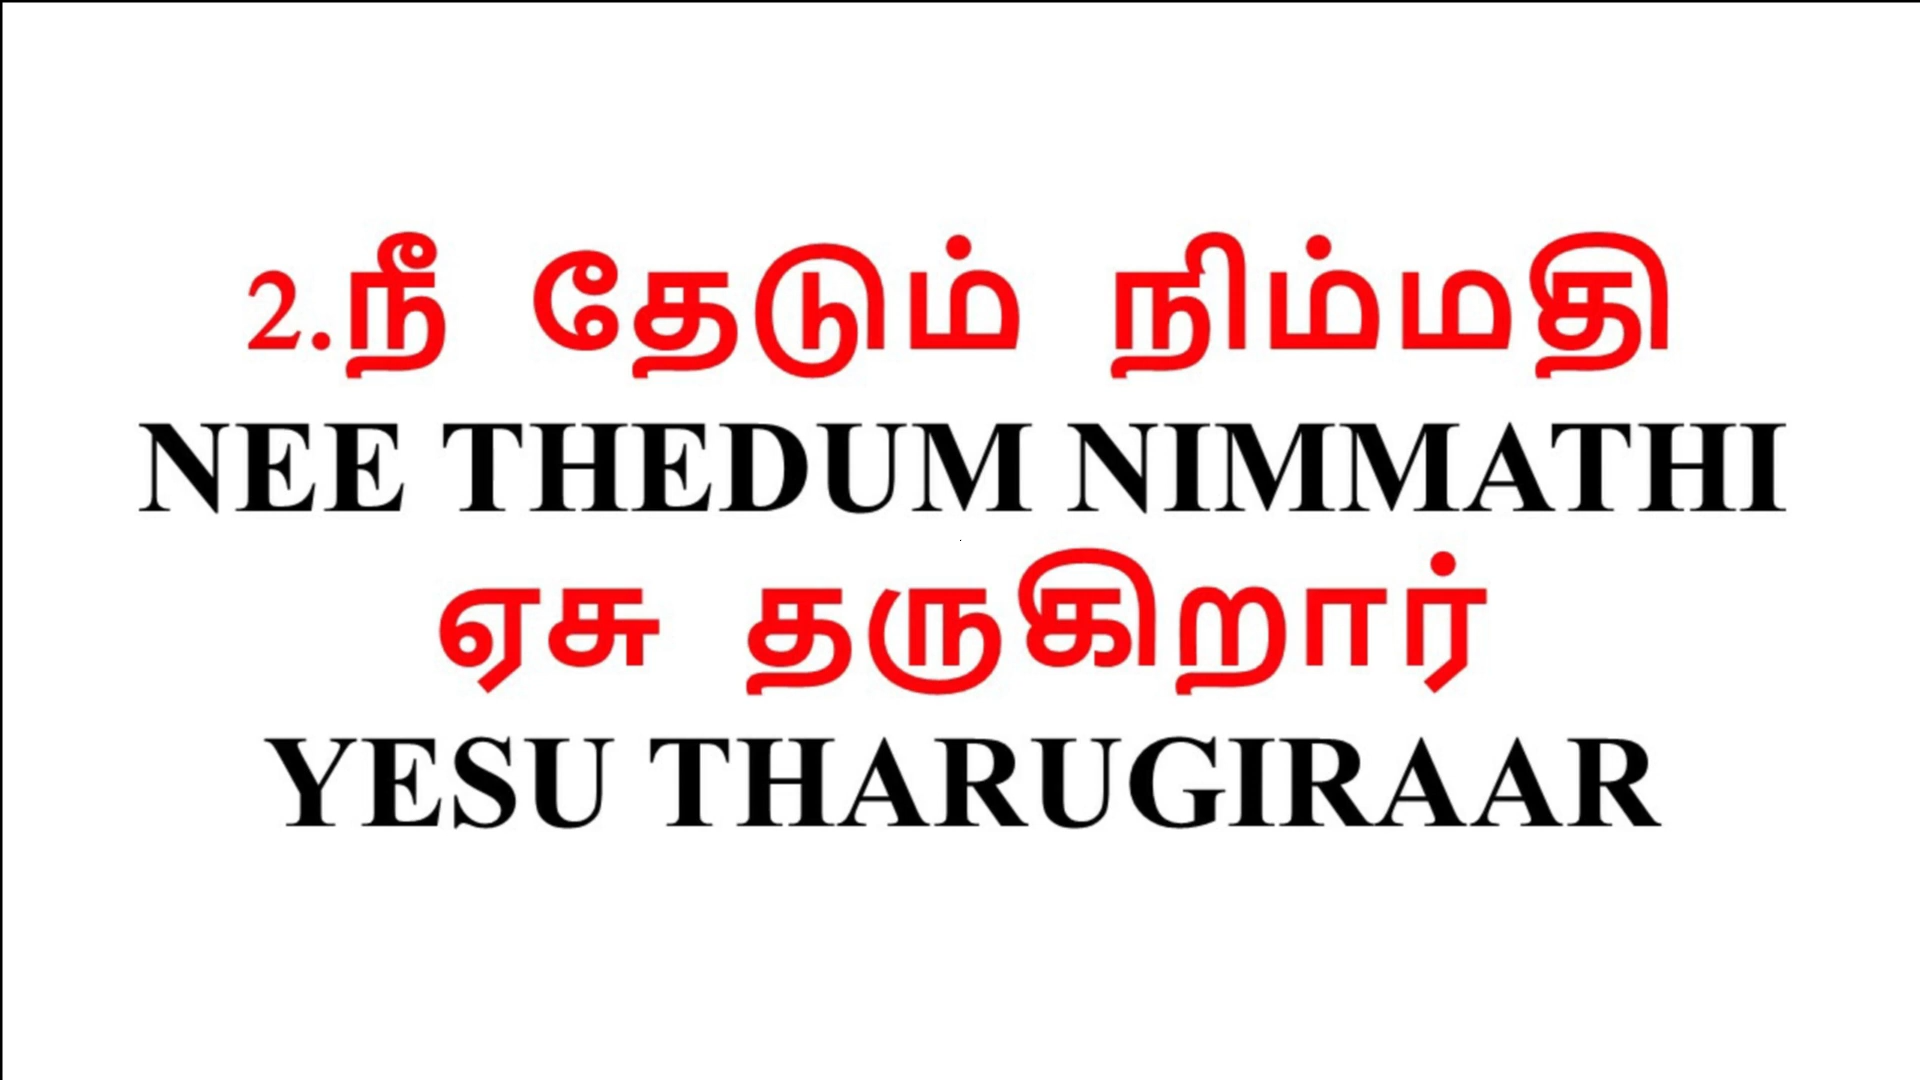 2.நீ தேடும் நிம்மதி
NEE THEDUM NIMMATHI
ஏசு தருகிறார்
YESU THARUGIRAAR